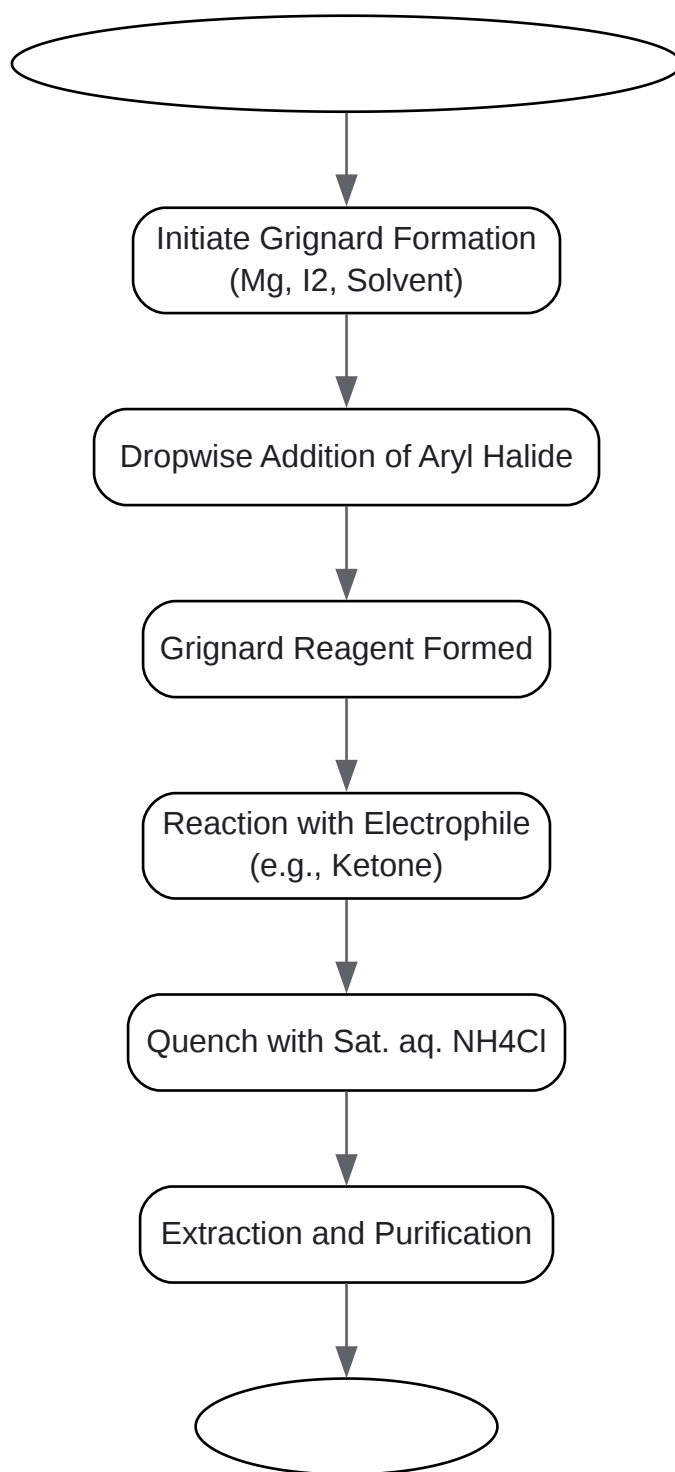 Initiate Grignard Formation
(Mg, I2, Solvent)
Dropwise Addition of Aryl Halide
Grignard Reagent Formed
Reaction with Electrophile
(e.g., Ketone)
Quench with Sat. aq. NH4Cl
Extraction and Purification